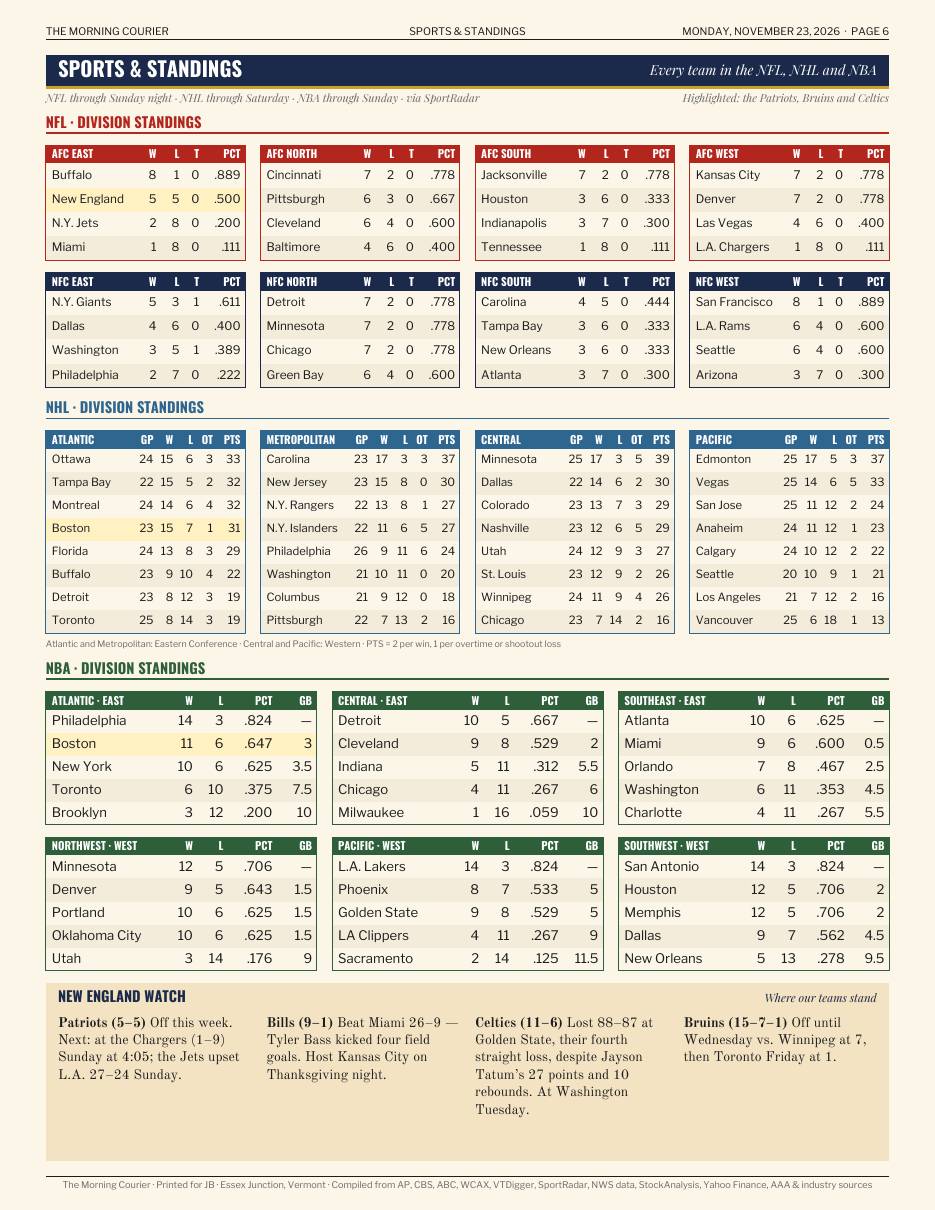 THE MORNING COURIER SPORTS & STANDINGS MONDAY, NOVEMBER 23, 2026 · PAGE 6
SPORTS & STANDINGS Every team in the NFL, NHL and NBA
NFL through Sunday night · NHL through Saturday · NBA through Sunday · via SportRadar Highlighted: the Patriots, Bruins and Celtics
NFL · DIVISION STANDINGS
AFC EAST W L T PCT
Buffalo 8 1 0 .889
New England 5 5 0 .500
N.Y. Jets 2 8 0 .200
Miami 1 8 0 .111
AFC NORTH W L T PCT
Cincinnati 7 2 0 .778
Pittsburgh 6 3 0 .667
Cleveland 6 4 0 .600
Baltimore 4 6 0 .400
AFC SOUTH W L T PCT
Jacksonville 7 2 0 .778
Houston 3 6 0 .333
Indianapolis 3 7 0 .300
Tennessee 1 8 0 .111
AFC WEST W L T PCT
Kansas City 7 2 0 .778
Denver 7 2 0 .778
Las Vegas 4 6 0 .400
L.A. Chargers 1 8 0 .111
NFC EAST W L T PCT
N.Y. Giants 5 3 1 .611
Dallas 4 6 0 .400
Washington 3 5 1 .389
Philadelphia 2 7 0 .222
NFC NORTH W L T PCT
Detroit 7 2 0 .778
Minnesota 7 2 0 .778
Chicago 7 2 0 .778
Green Bay 6 4 0 .600
NFC SOUTH W L T PCT
Carolina 4 5 0 .444
Tampa Bay 3 6 0 .333
New Orleans 3 6 0 .333
Atlanta 3 7 0 .300
NFC WEST W L T PCT
San Francisco 8 1 0 .889
L.A. Rams 6 4 0 .600
Seattle 6 4 0 .600
Arizona 3 7 0 .300
NHL · DIVISION STANDINGS
ATLANTIC GP W L OT PTS
Ottawa 24 15 6 3 33
Tampa Bay 22 15 5 2 32
Montreal 24 14 6 4 32
Boston 23 15 7 1 31
Florida 24 13 8 3 29
Buffalo 23 9 10 4 22
Detroit 23 8 12 3 19
Toronto 25 8 14 3 19
METROPOLITAN GP W L OT PTS
Carolina 23 17 3 3 37
New Jersey 23 15 8 0 30
N.Y. Rangers 22 13 8 1 27
N.Y. Islanders 22 11 6 5 27
Philadelphia 26 9 11 6 24
Washington 21 10 11 0 20
Columbus 21 9 12 0 18
Pittsburgh 22 7 13 2 16
CENTRAL GP W L OT PTS
Minnesota 25 17 3 5 39
Dallas 22 14 6 2 30
Colorado 23 13 7 3 29
Nashville 23 12 6 5 29
Utah 24 12 9 3 27
St. Louis 23 12 9 2 26
Winnipeg 24 11 9 4 26
Chicago 23 7 14 2 16
PACIFIC GP W L OT PTS
Edmonton 25 17 5 3 37
Vegas 25 14 6 5 33
San Jose 25 11 12 2 24
Anaheim 24 11 12 1 23
Calgary 24 10 12 2 22
Seattle 20 10 9 1 21
Los Angeles 21 7 12 2 16
Vancouver 25 6 18 1 13
Atlantic and Metropolitan: Eastern Conference · Central and Pacific: Western · PTS = 2 per win, 1 per overtime or shootout loss
NBA · DIVISION STANDINGS
ATLANTIC · EAST W L PCT GB
Philadelphia 14 3 .824 —
Boston 11 6 .647 3
New York 10 6 .625 3.5
Toronto 6 10 .375 7.5
Brooklyn 3 12 .200 10
CENTRAL · EAST W L PCT GB
Detroit 10 5 .667 —
Cleveland 9 8 .529 2
Indiana 5 11 .312 5.5
Chicago 4 11 .267 6
Milwaukee 1 16 .059 10
SOUTHEAST · EAST W L PCT GB
Atlanta 10 6 .625 —
Miami 9 6 .600 0.5
Orlando 7 8 .467 2.5
Washington 6 11 .353 4.5
Charlotte 4 11 .267 5.5
NORTHWEST · WEST W L PCT GB
Minnesota 12 5 .706 —
Denver 9 5 .643 1.5
Portland 10 6 .625 1.5
Oklahoma City 10 6 .625 1.5
Utah 3 14 .176 9
PACIFIC · WEST W L PCT GB
L.A. Lakers 14 3 .824 —
Phoenix 8 7 .533 5
Golden State 9 8 .529 5
LA Clippers 4 11 .267 9
Sacramento 2 14 .125 11.5
SOUTHWEST · WEST W L PCT GB
San Antonio 14 3 .824 —
Houston 12 5 .706 2
Memphis 12 5 .706 2
Dallas 9 7 .562 4.5
New Orleans 5 13 .278 9.5
NEW ENGLAND WATCH Where our teams stand
Patriots (5–5) Off this week.
Next: at the Chargers (1–9)
Sunday at 4:05; the Jets upset
L.A. 27–24 Sunday.
Bills (9–1) Beat Miami 26–9 —
Tyler Bass kicked four field
goals. Host Kansas City on
Thanksgiving night.
Celtics (11–6) Lost 88–87 at
Golden State, their fourth
straight loss, despite Jayson
Tatum's 27 points and 10
rebounds. At Washington
Tuesday.
Bruins (15–7–1) Off until
Wednesday vs. Winnipeg at 7,
then Toronto Friday at 1.
The Morning Courier · Printed for JB · Essex Junction, Vermont · Compiled from AP, CBS, ABC, WCAX, VTDigger, SportRadar, NWS data, StockAnalysis, Yahoo Finance, AAA & industry sources